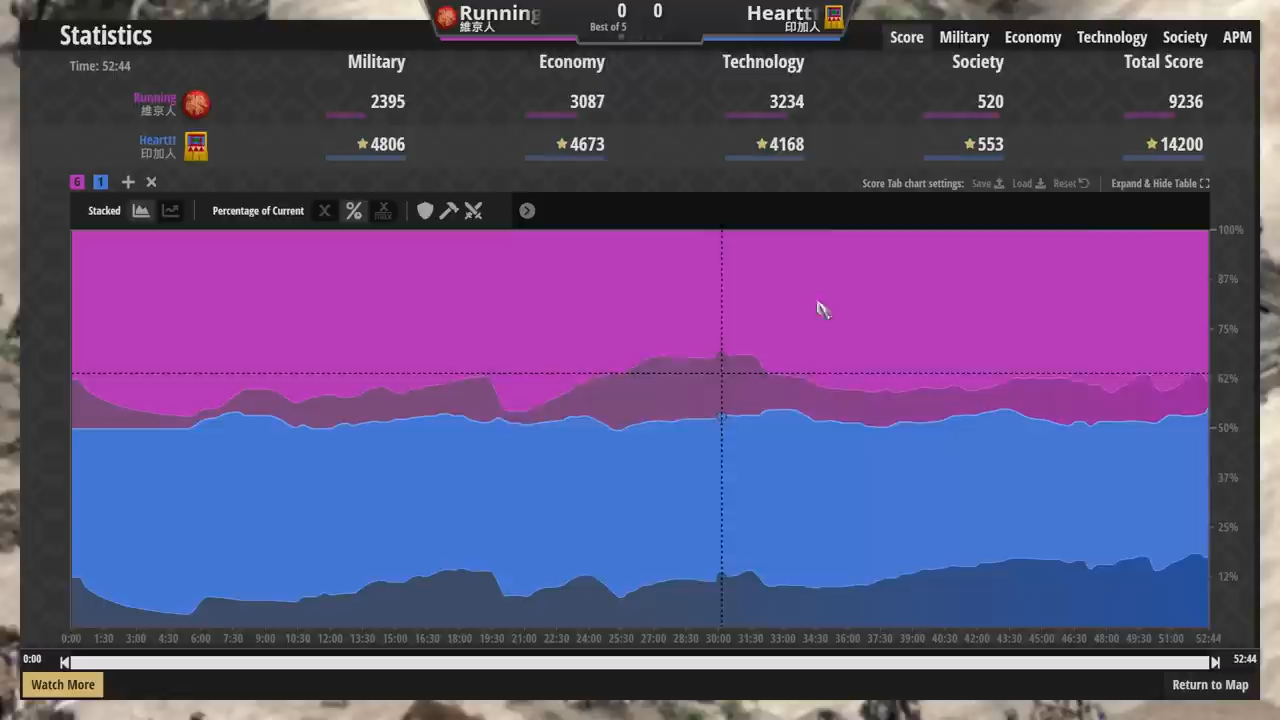 Running 0 0 Heartt
維京人 Best of 5 印加人
Statistics
Score Military Economy Technology Society APM
Time: 52:44 Military Economy Technology Society Total Score
Running 2395 3087 3234 520 9236
維京人
Heartt 4806 4673 4168 553 14200
印加人
6 1
Score Tab chart settings: Save Load Reset Expand & Hide Table
Stacked Percentage of Current X % X max
100%
87%
75%
62%
50%
37%
25%
12%
0:00 1:30 3:00 4:30 6:00 7:30 9:00 10:30 12:00 13:30 15:00 16:30 18:00 19:30 21:00 22:30 24:00 25:30 27:00 28:30 30:00 31:30 33:00 34:30 36:00 37:30 39:00 40:30 42:00 43:30 45:00 46:30 48:00 49:30 51:00 52:44
0:00 52:44
Watch More Return to Map